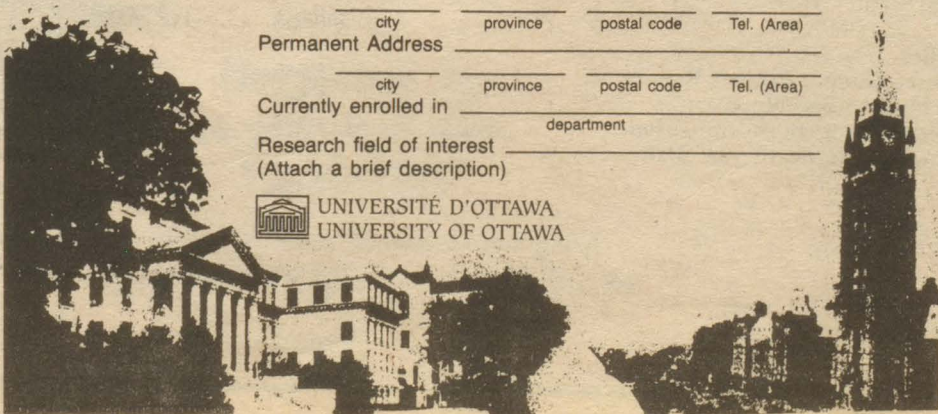 city province postal code Tel. (Area)
Permanent Address
city province postal code Tel. (Area)
Currently enrolled in
department
Research field of interest
(Attach a brief description)
UNIVERSITÉ D'OTTAWA
UNIVERSITY OF OTTAWA